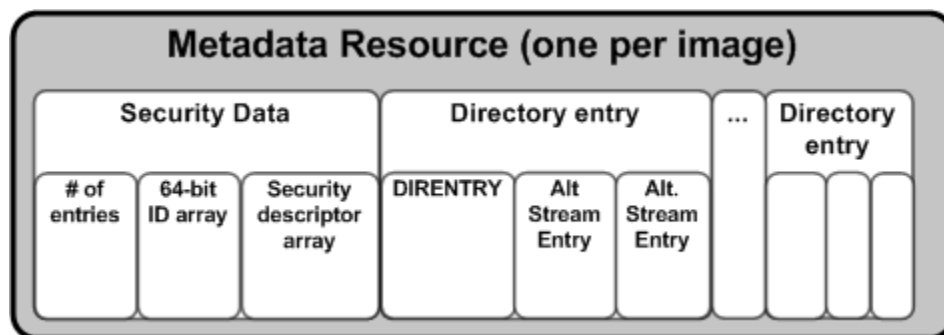 Metadata Resource (one per image)
Security Data
Directory entry
...
Directory
entry
# of
entries
64-bit
ID array
Security
descriptor
array
DIRENTRY
Alt
Stream
Entry
Alt.
Stream
Entry